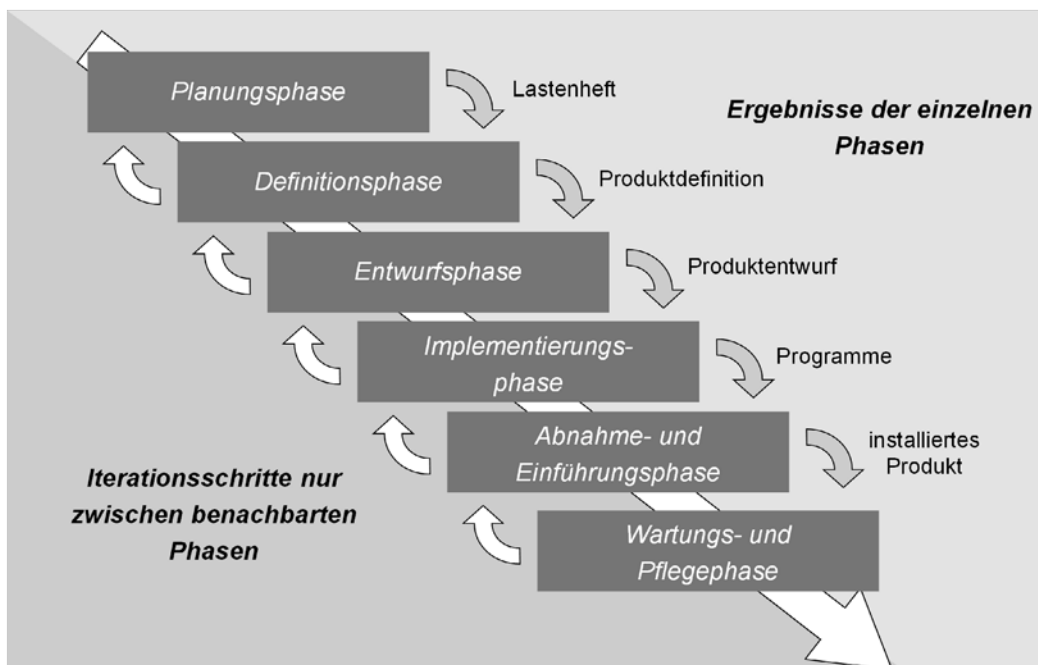 Planungsphase
Lastenheft
Ergebnisse der einzelnen
Phasen
Definitionsphase
Produktdefinition
Entwurfsphase
Produktentwurf
Implementierungs-
phase
Programme
Abnahme- und
Einführungsphase
installiertes
Produkt
Iterationsschritte nur
zwischen benachbarten
Phasen
Wartungs- und
Pflegephase